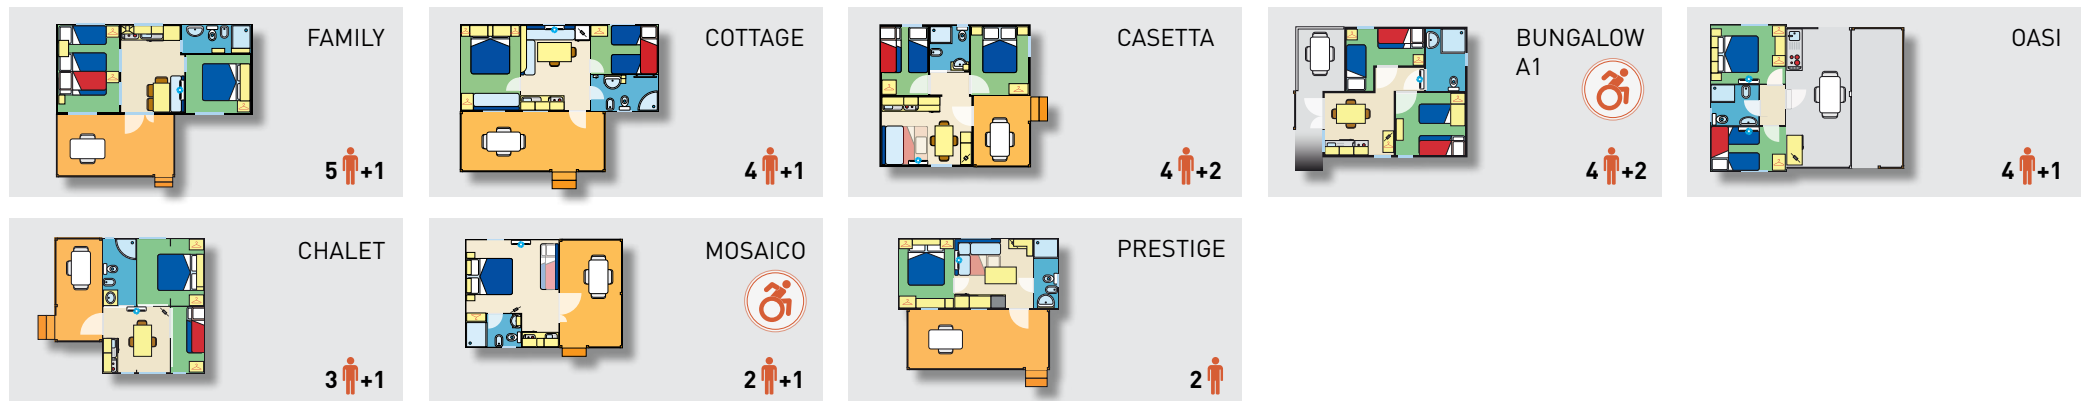 FAMILY
5 +1
COTTAGE
4 +1
CASETTA
4 +2
BUNGALOW
A1
4 +2
OASI
4 +1
CHALET
3 +1
MOSAICO
2 +1
PRESTIGE
2